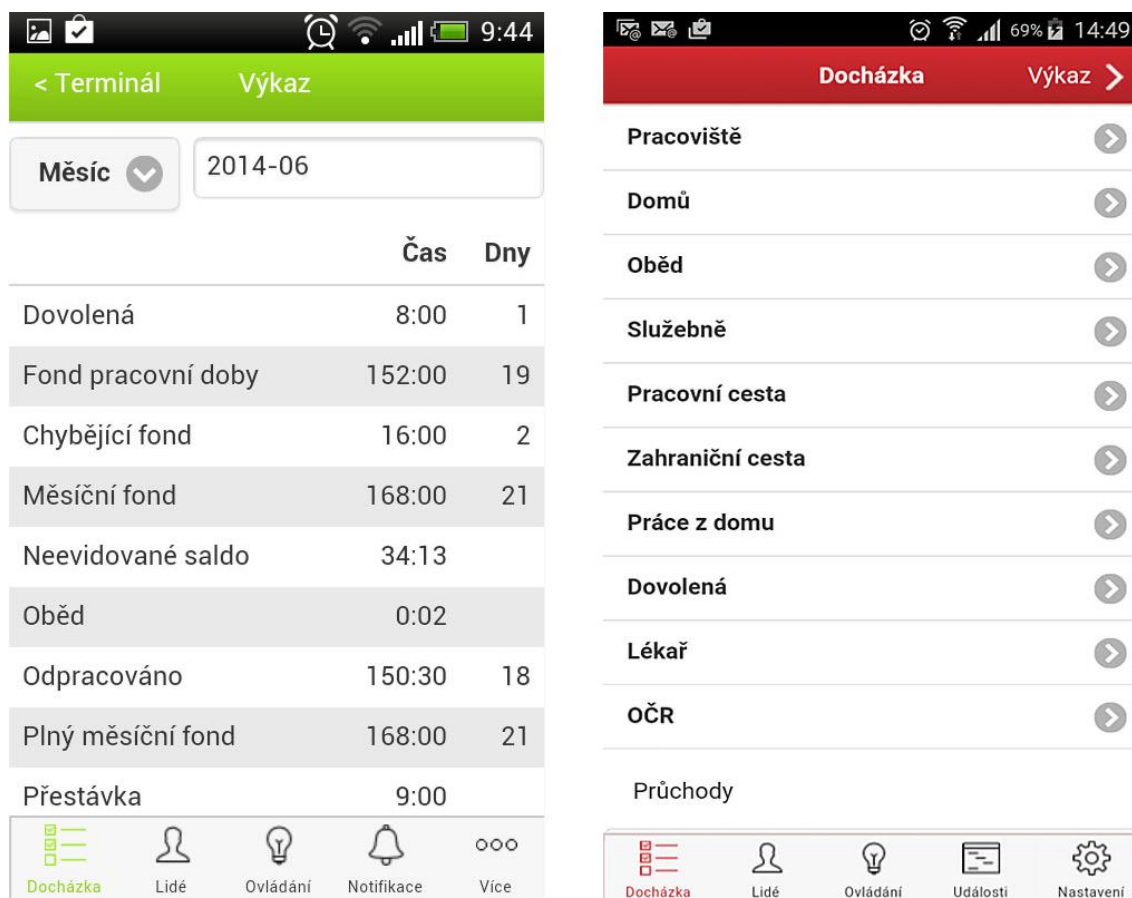 9:44
< Terminál Výkaz
Měsíc 2014-06
Čas Dny
Dovolená 8:00 1
Fond pracovní doby 152:00 19
Chybějící fond 16:00 2
Měsíční fond 168:00 21
Neevidované saldo 34:13
Oběd 0:02
Odpracováno 150:30 18
Plný měsíční fond 168:00 21
Přestávka 9:00
Docházka Lidé Ovládání Notifikace Více
69% 14:49
Docházka Výkaz
Pracoviště
Domů
Oběd
Služebně
Pracovní cesta
Zahraniční cesta
Práce z domu
Dovolená
Lékař
OČR
Průchody
Docházka Lidé Ovládání Události Nastavení